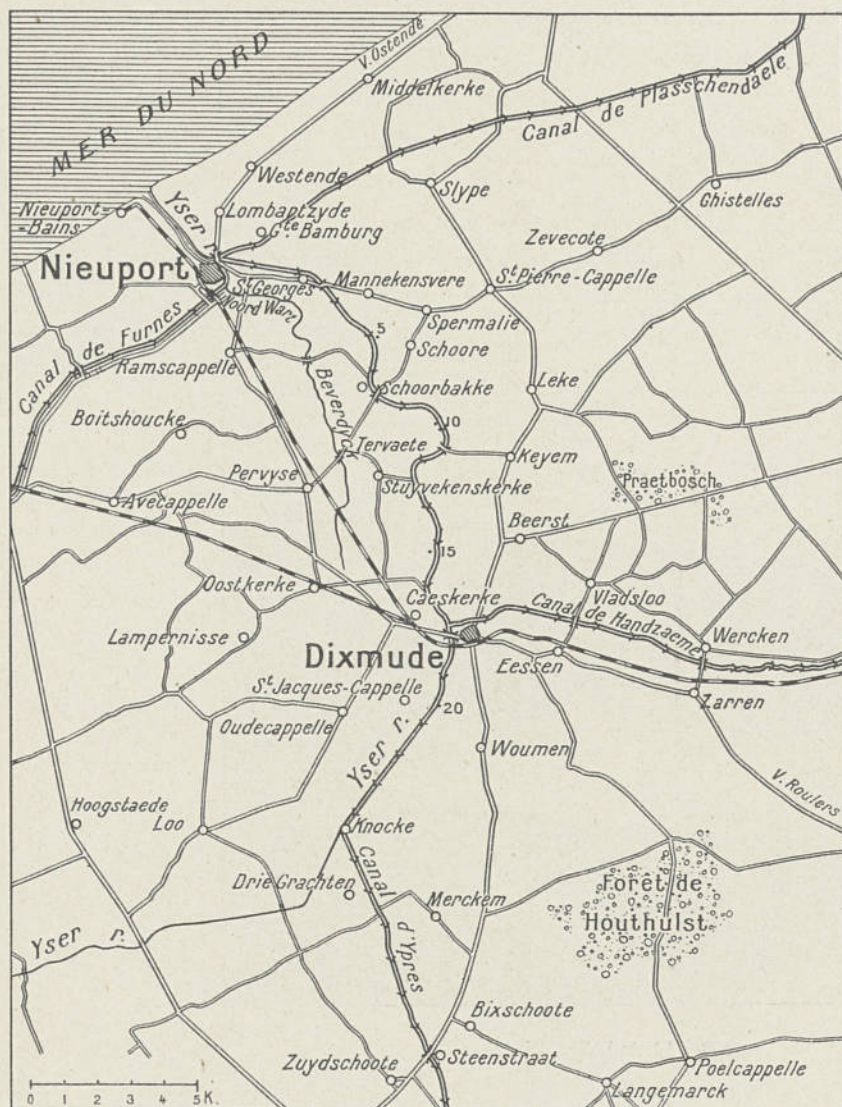 MER DU NORD
V. Ostende
Middelkerke
Canal de Plasschendaele
Westende
Slype
Ghistelles
Nieuport=
=Bains
Yser r.
Lombaptzyde
Gte. Bamburg
Zevecote
Nieuport
St. Georges
Mannekensvere
St. Pierre-Cappelle
Noord Wart
Spermalie
Canal de Furnes
5
Schoore
Ramscappelle
Beverdyck
Schoorbakke
Leke
10
Boitshoucke
Tervaete
Keyem
Pervyse
Stuyvekenskerke
Praetbosch
Avecappelle
Beerst
15
Oostkerke
Caeskerke
Vladsloo
Canal de Handzaeme
Lampernisse
Wercken
Dixmude
Eessen
St. Jacques-Cappelle
Zarren
20
Oudecappelle
Yser r.
Woumen
V. Roulers
Hoogstaede
Loo
Knocke
Canal d'Ypres
Drie Grachten
Merckem
Forêt de
Houthulst
Yser r.
Bixschoote
Zuydschoote
Steenstraat
Poelcappelle
Langemarck
0 1 2 3 4 5K.